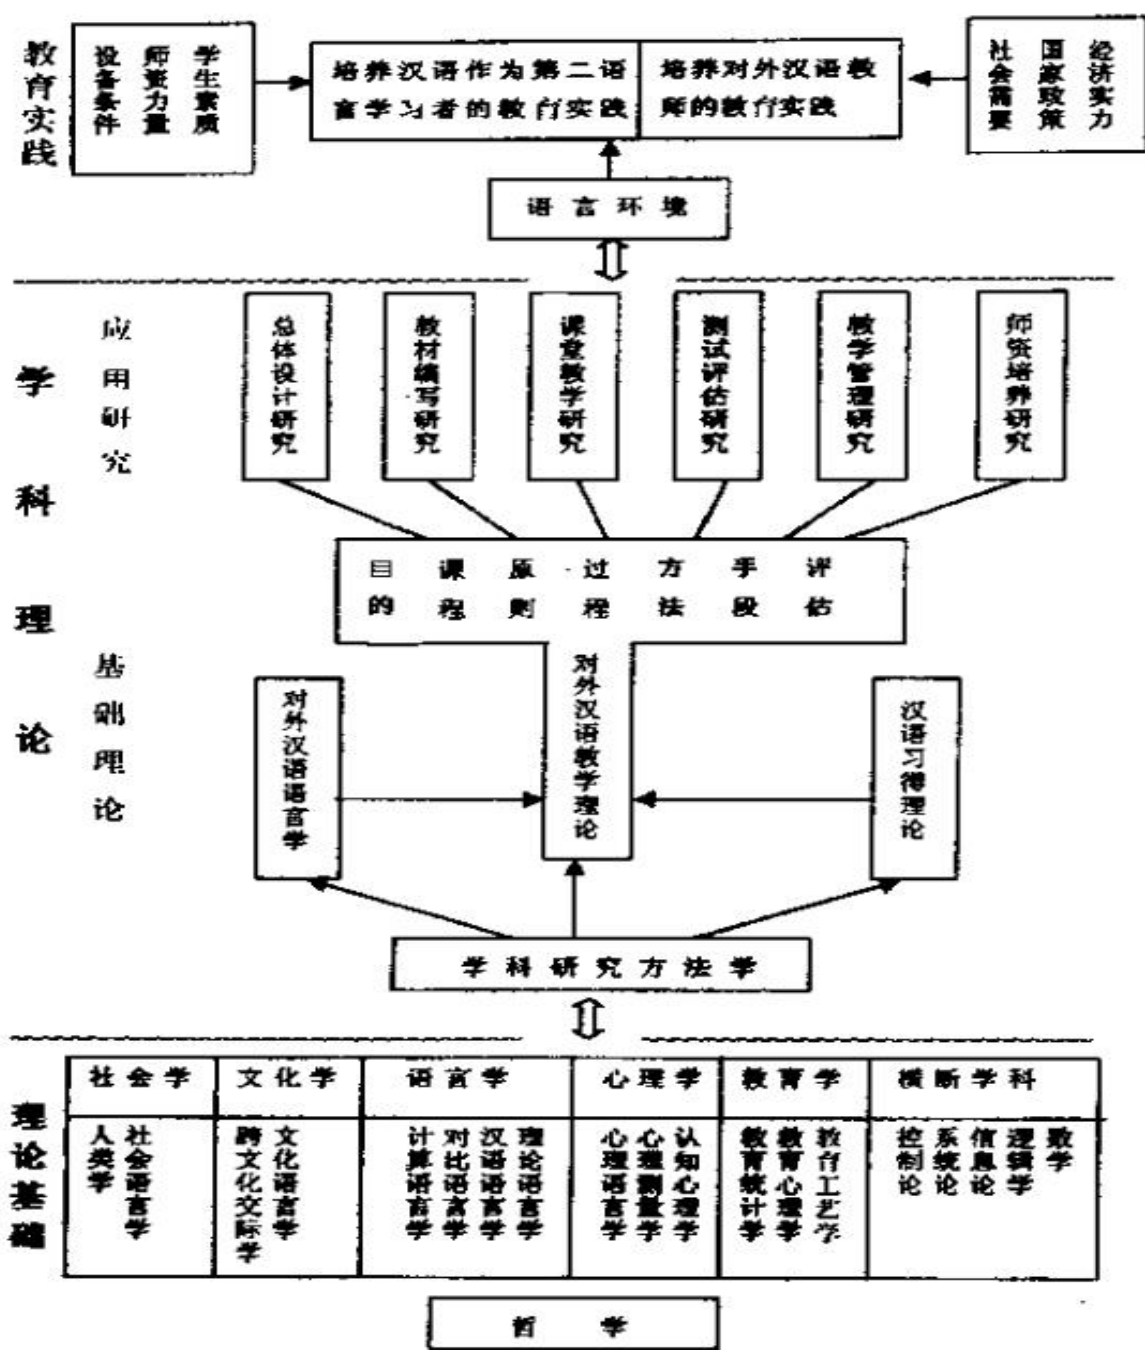 教育实践
设备条件
师资力量
学生素质
培养汉语作为第二语
言学习者的教育实践
培养对外汉语教
师的教育实践
社会需要
国家政策
经济实力
语言环境
学科理论
应用研究
总体设计研究
教材编写研究
课堂教学研究
测试评估研究
教学管理研究
师资培养研究
目的
课程
原则
过程
方法
手段
评估
基础理论
对外汉语语言学
对外汉语教学理论
汉语习得理论
学科研究方法学
理论基础
社会学
文化学
语言学
心理学
教育学
横断学科
人类学
社会语言学
跨文化交际学
文化语言学
计算语言学
对比语言学
汉语语言学
理论语言学
心理语言学
心理测量学
认知心理学
教育统计学
教育心理学
教育工艺学
控制论
系统论
信息论
逻辑学
数学
哲学